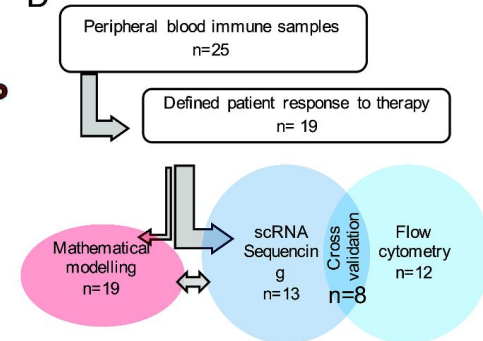 Peripheral blood immune samples
n=25
Defined patient response to therapy
n= 19
Mathematical
modelling
n=19
scRNA
Sequencin
g
n=13
Cross
validation
n=8
Flow
cytometry
n=12